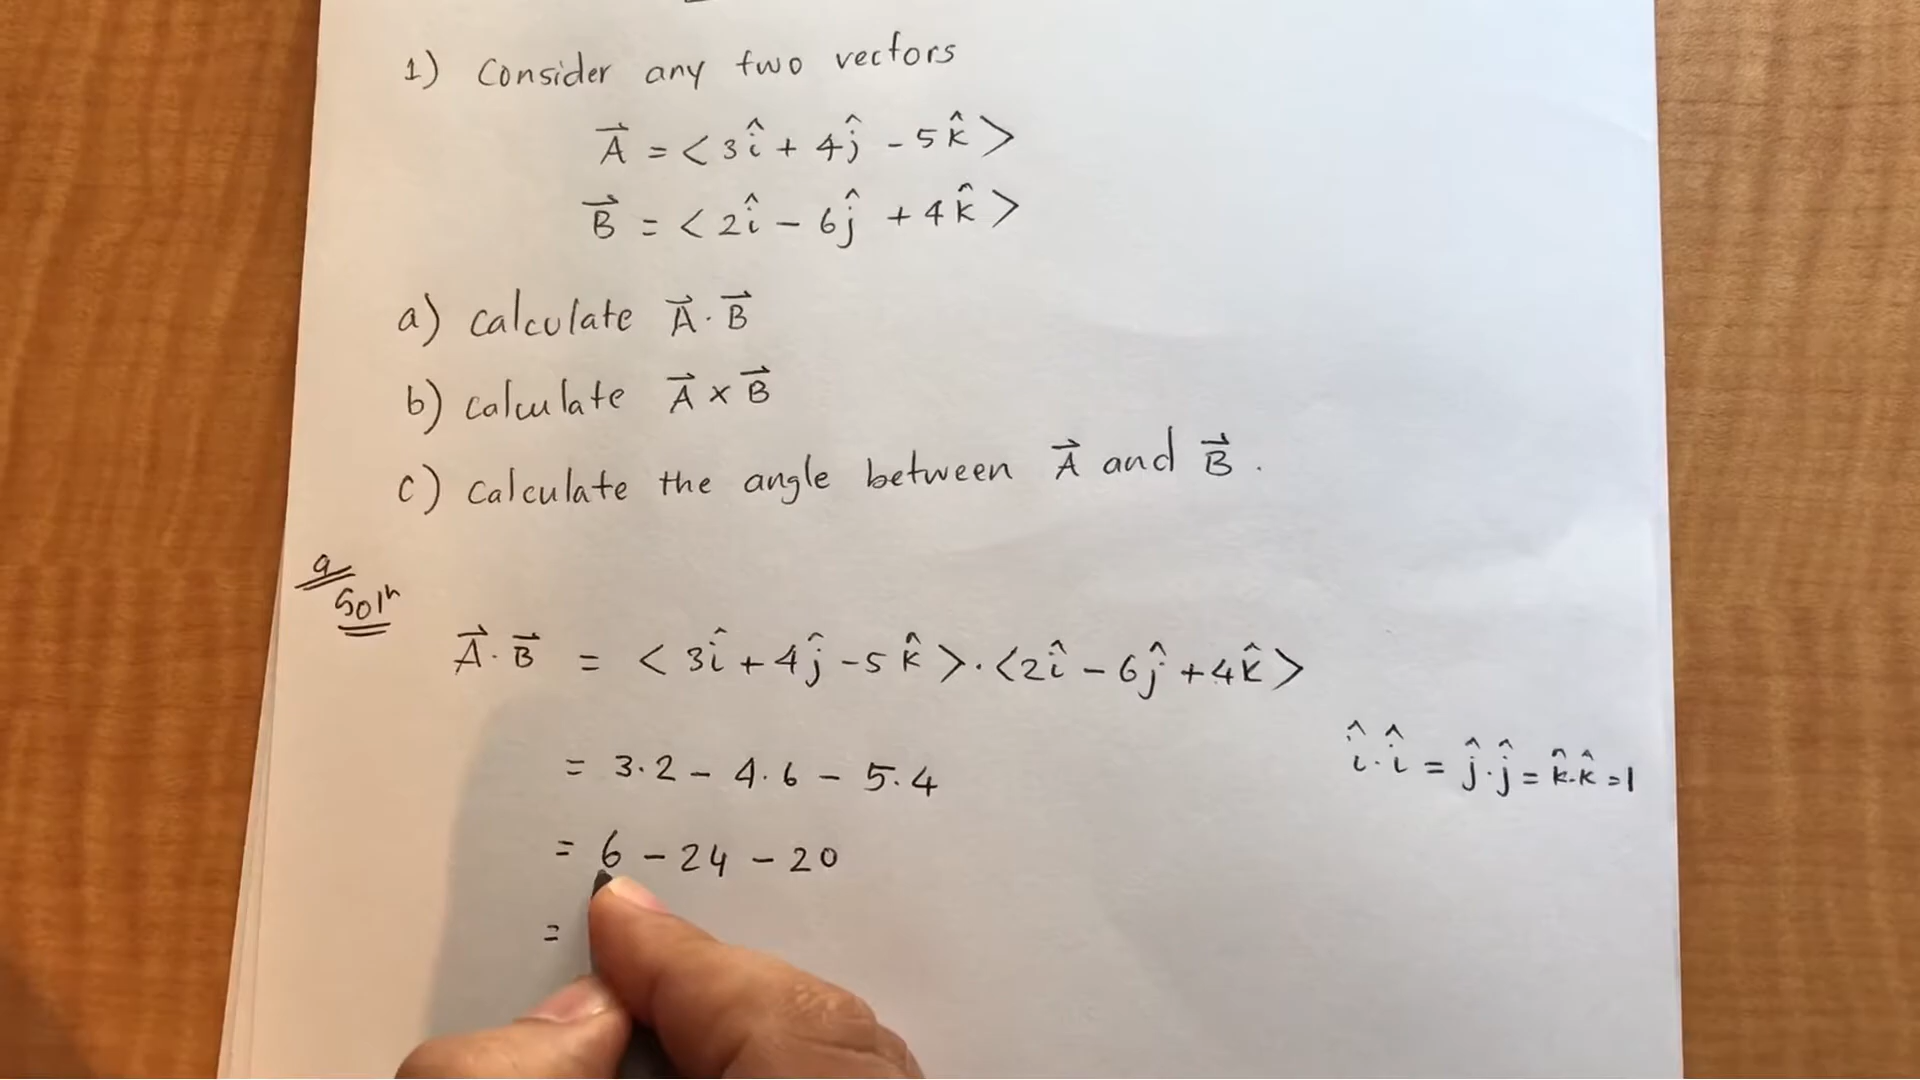 1) Consider any two vectors
A⃗ = <3î + 4ĵ - 5k̂>
B⃗ = <2î - 6ĵ + 4k̂>
a) calculate A⃗ · B⃗
b) calculate A⃗ x B⃗
c) calculate the angle between A⃗ and B⃗.
a
Solⁿ
A⃗ · B⃗ = <3î + 4ĵ - 5k̂> · <2î - 6ĵ + 4k̂>
î · î = ĵ · ĵ = k̂ · k̂ = 1
= 3·2 - 4·6 - 5·4
= 6 - 24 - 20
=